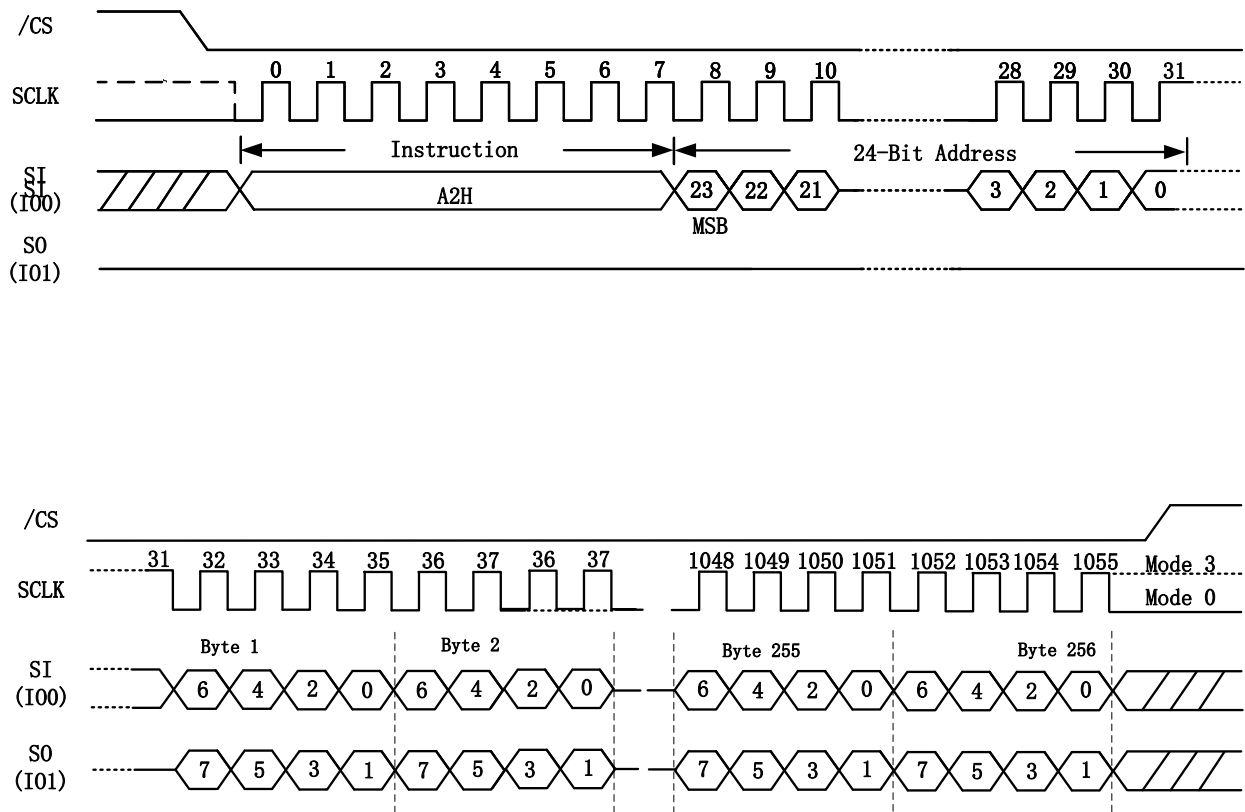 /CS
0 1 2 3 4 5 6 7 8 9 10 28 29 30 31
SCLK
Instruction 24-Bit Address
SI
SI
(IO0)
A2H 23 22 21 3 2 1 0
MSB
SO
(IO1)
/CS
31 32 33 34 35 36 37 36 37 1048 1049 1050 1051 1052 1053 1054 1055 Mode 3
SCLK
Mode 0
Byte 1 Byte 2 Byte 255 Byte 256
SI
(IO0)
6 4 2 0 6 4 2 0 6 4 2 0 6 4 2 0
SO
(IO1)
7 5 3 1 7 5 3 1 7 5 3 1 7 5 3 1